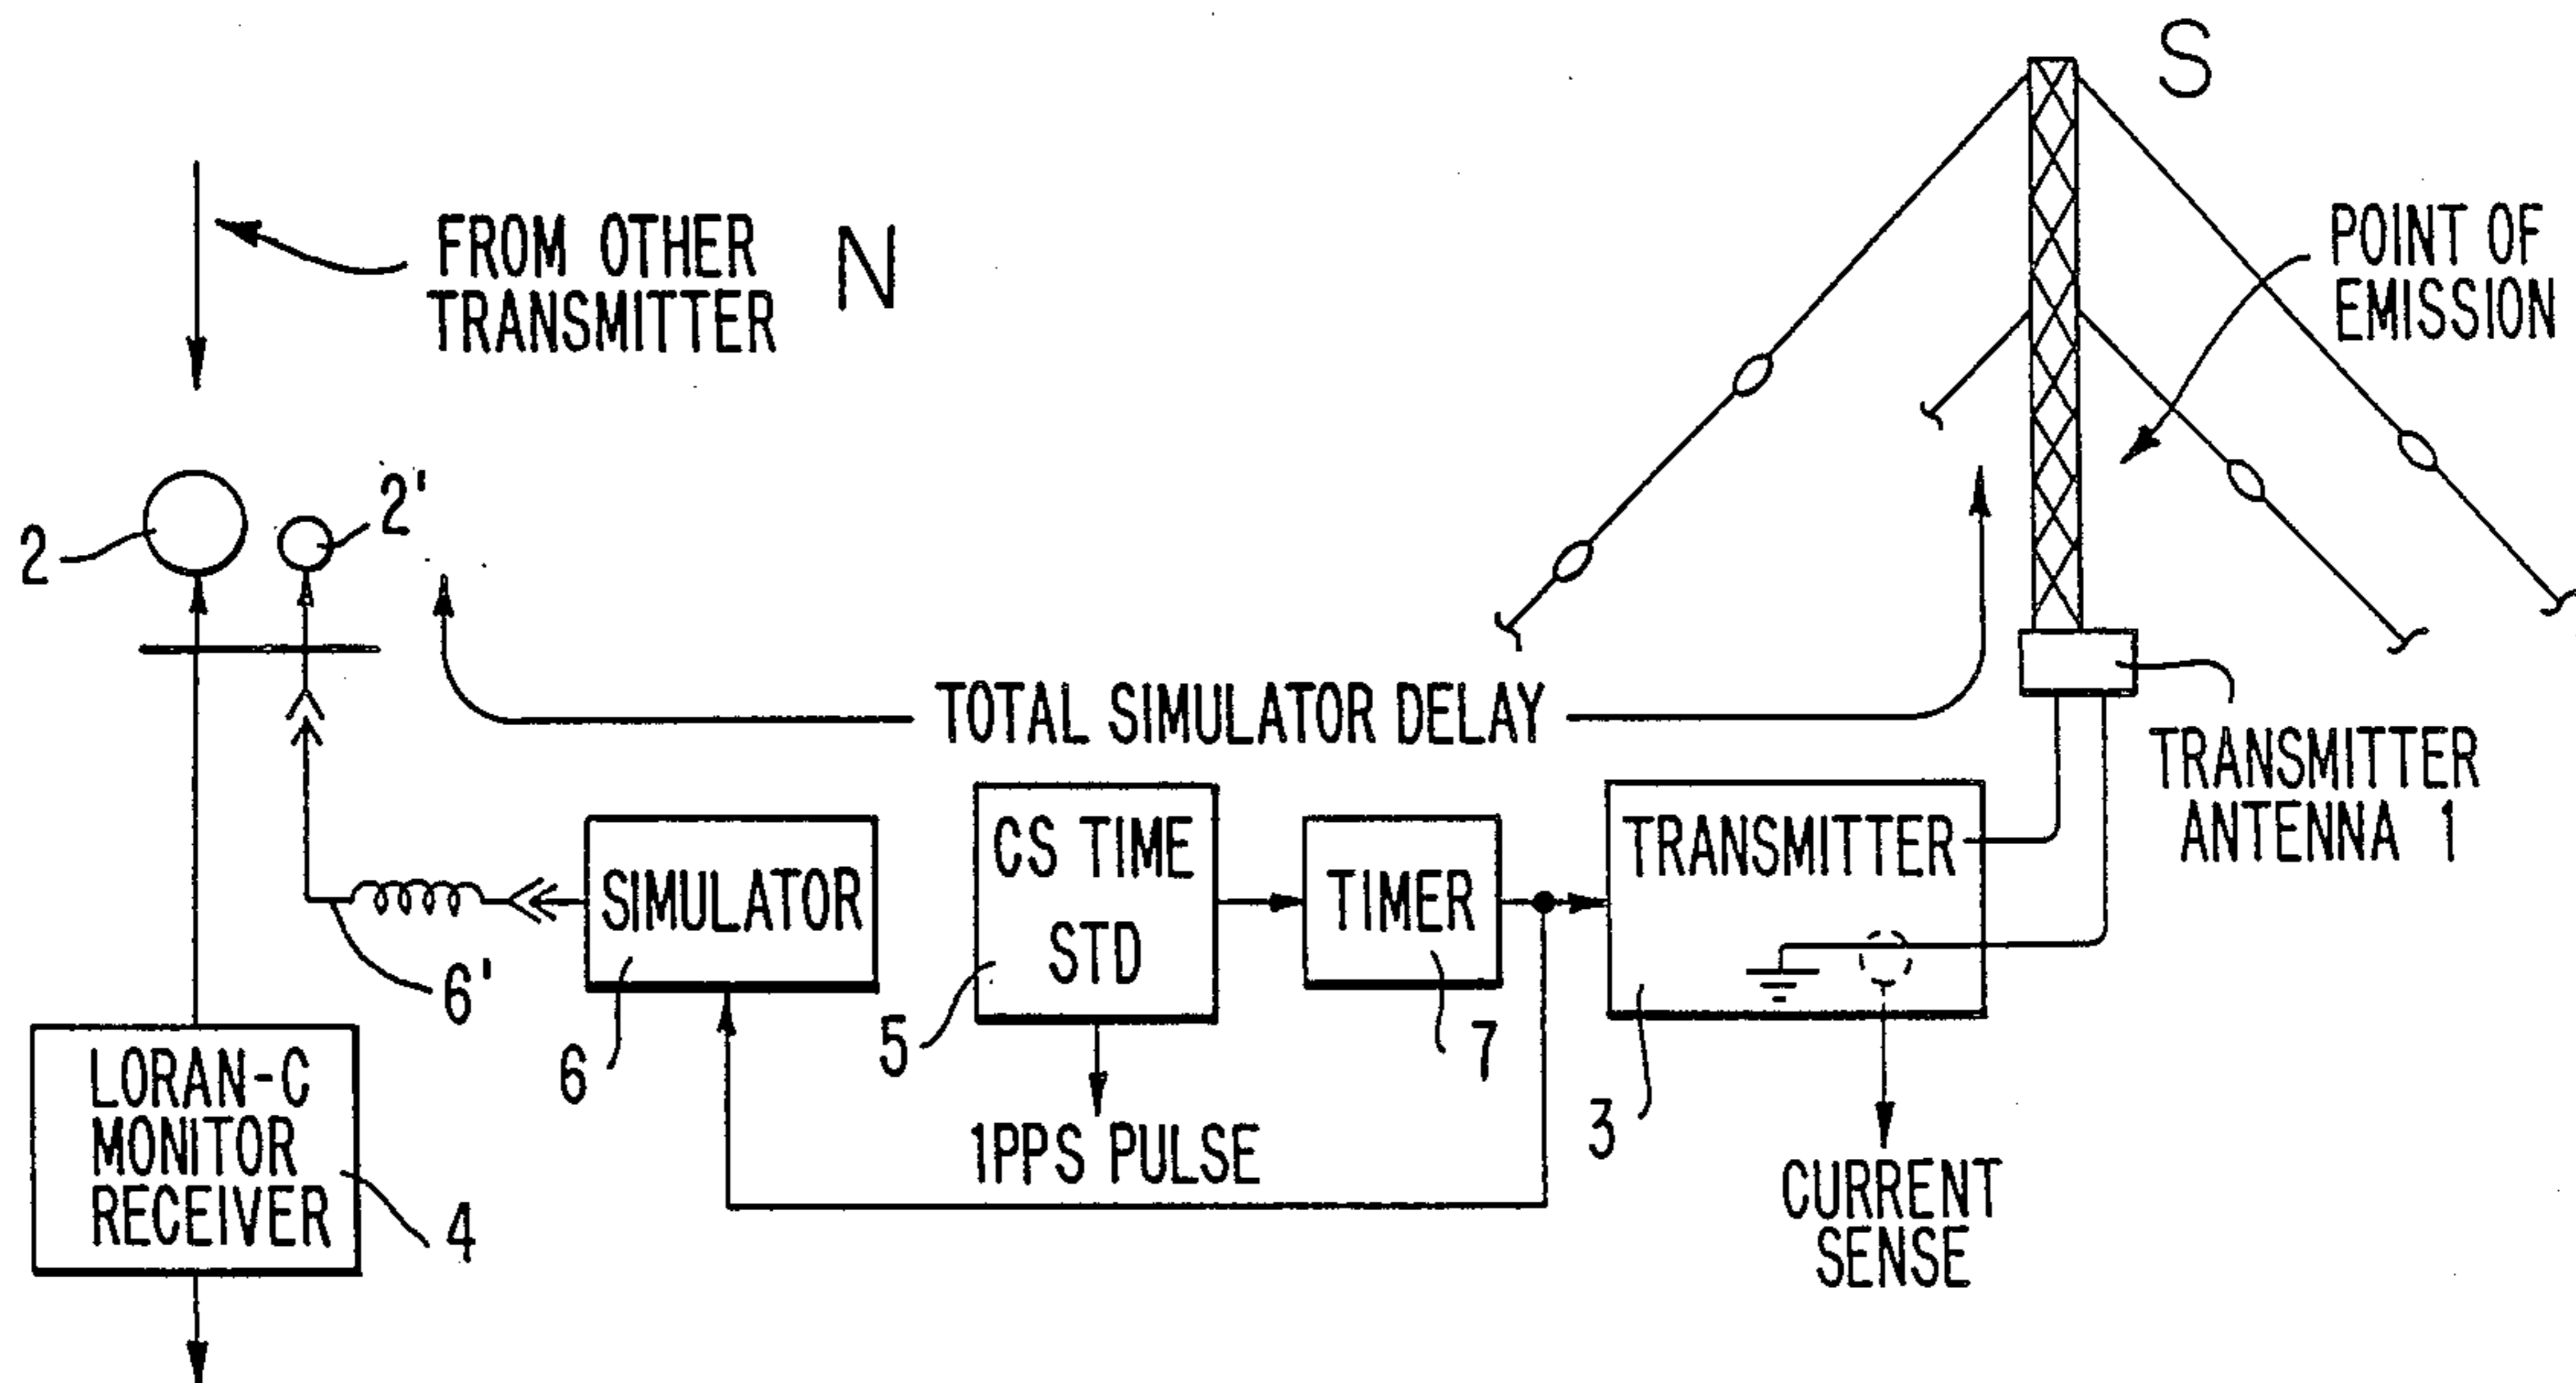 S
FROM OTHER
TRANSMITTER
N
POINT OF
EMISSION
2
2'
TOTAL SIMULATOR DELAY
TRANSMITTER
ANTENNA 1
SIMULATOR
6
6'
CS TIME
STD
5
TIMER
7
TRANSMITTER
3
LORAN-C
MONITOR
RECEIVER
4
1PPS PULSE
CURRENT
SENSE